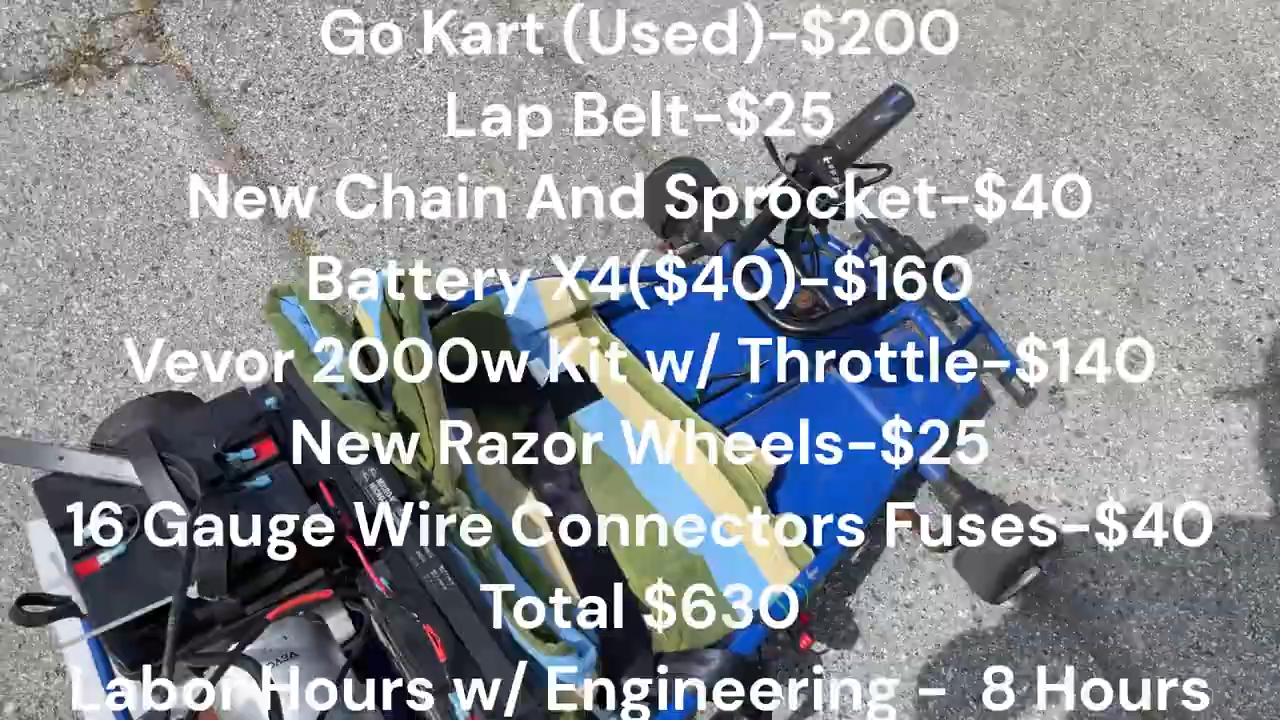 Go Kart (Used)-$200
Lap Belt-$25
New Chain And Sprocket-$40
Battery X4($40)-$160
Vevor 2000w Kit w/ Throttle-$140
New Razor Wheels-$25
16 Gauge Wire Connectors Fuses-$40
Total $630
Labor Hours w/ Engineering - 8 Hours
VEVOR